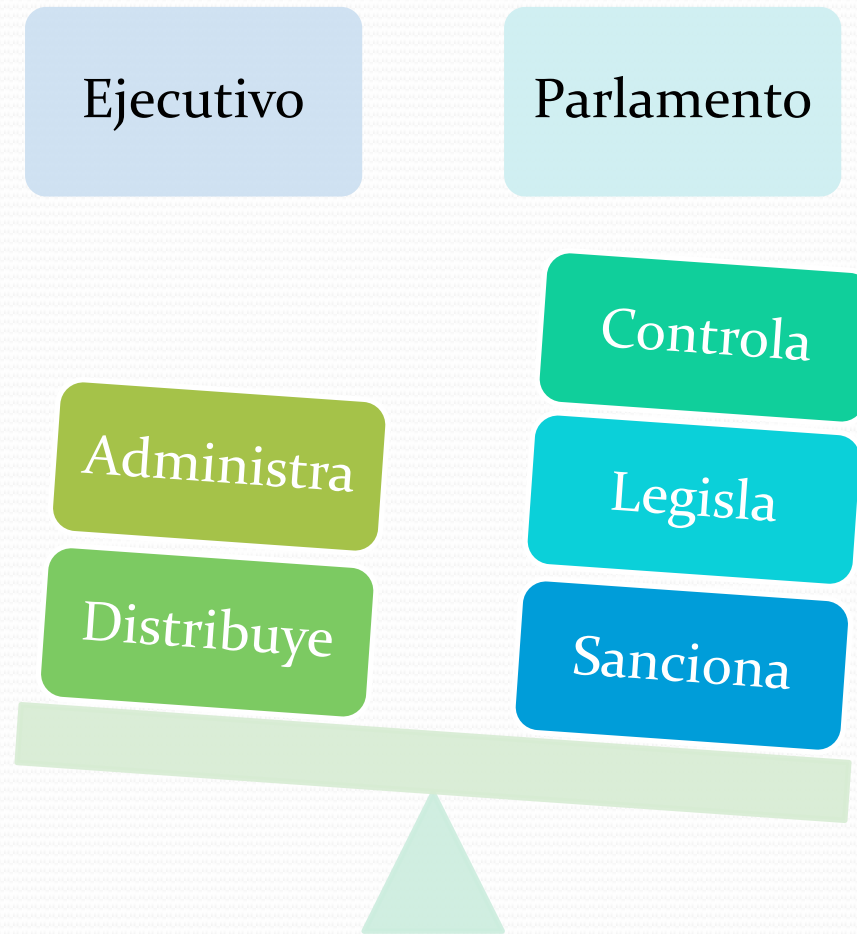 Ejecutivo
Parlamento
Controla
Administra
Legisla
Distribuye
Sanciona